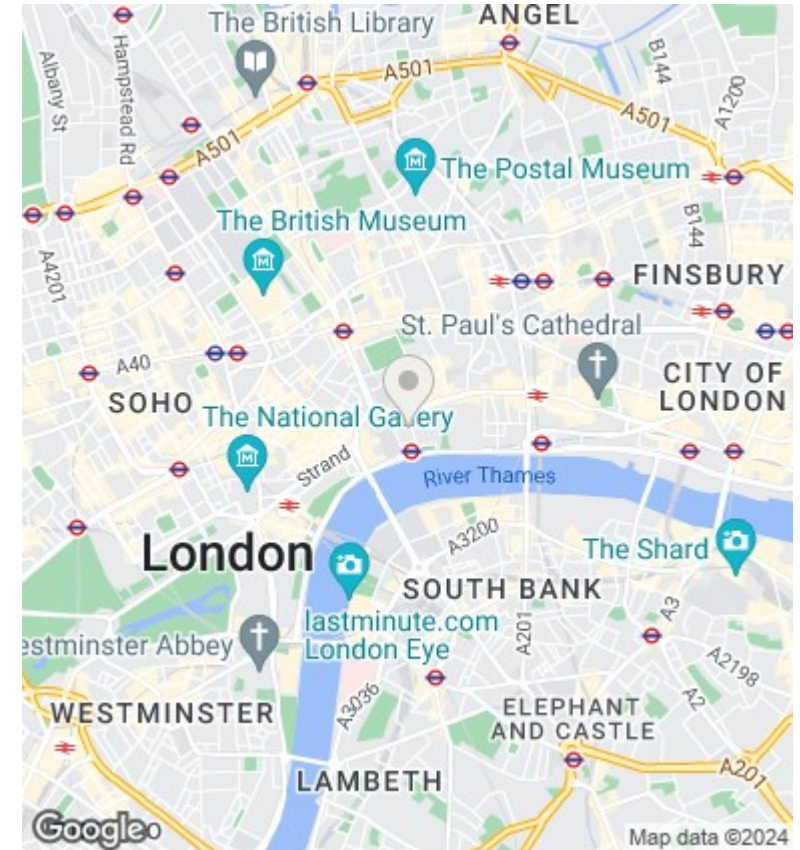 ANGEL
The British Library
Albany St
Hampstead Rd
A501
B144
A1200
A501
A501
The Postal Museum
The British Museum
B144
A4201
FINSBURY
St. Paul's Cathedral
A40
CITY OF
LONDON
SOHO
The National Gallery
Strand
River Thames
A3200
London
The Shard
SOUTH BANK
lastminute.com
London Eye
A201
A3
estminster Abbey
A2198
A3036
A2
WESTMINSTER
ELEPHANT
AND CASTLE
LAMBETH
A201
Google
Map data ©2024